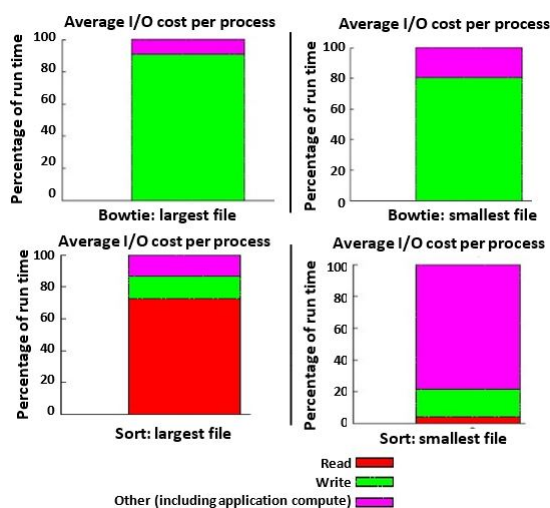 Average I/O cost per process
Percentage of run time
100
80
60
40
20
0
Bowtie: largest file
Average I/O cost per process
Percentage of run time
100
80
60
40
20
0
Bowtie: smallest file
Average I/O cost per process
Percentage of run time
100
80
60
40
20
0
Sort: largest file
Average I/O cost per process
Percentage of run time
100
80
60
40
20
0
Sort: smallest file
Read
Write
Other (including application compute)